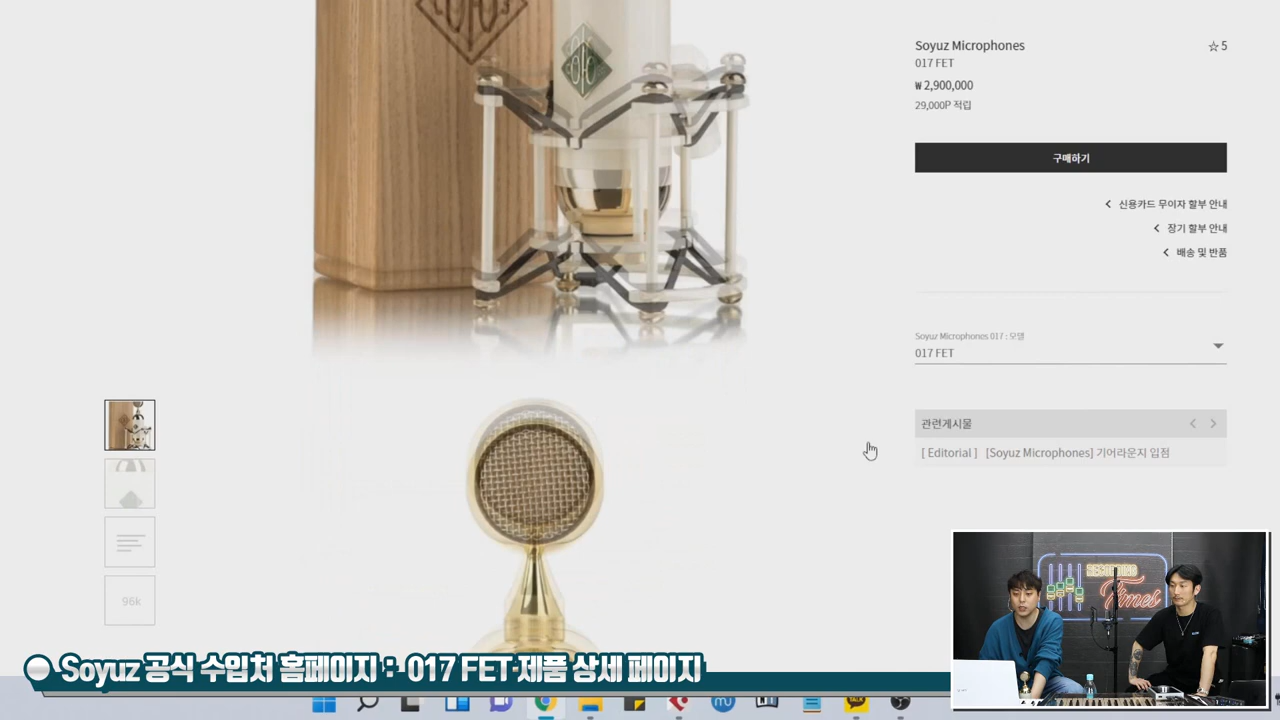 Soyuz Microphones
☆ 5
017 FET
₩ 2,900,000
29,000P 적립
구매하기
신용카드 무이자 할부 안내
장기 할부 안내
배송 및 반품
Soyuz Microphones 017 : 모델
017 FET
관련게시물
[ Editorial ] [Soyuz Microphones] 기어라운지 입점
96k
RECORDING
Times
Soyuz 공식 수입처 홈페이지 : 017 FET 제품 상세 페이지